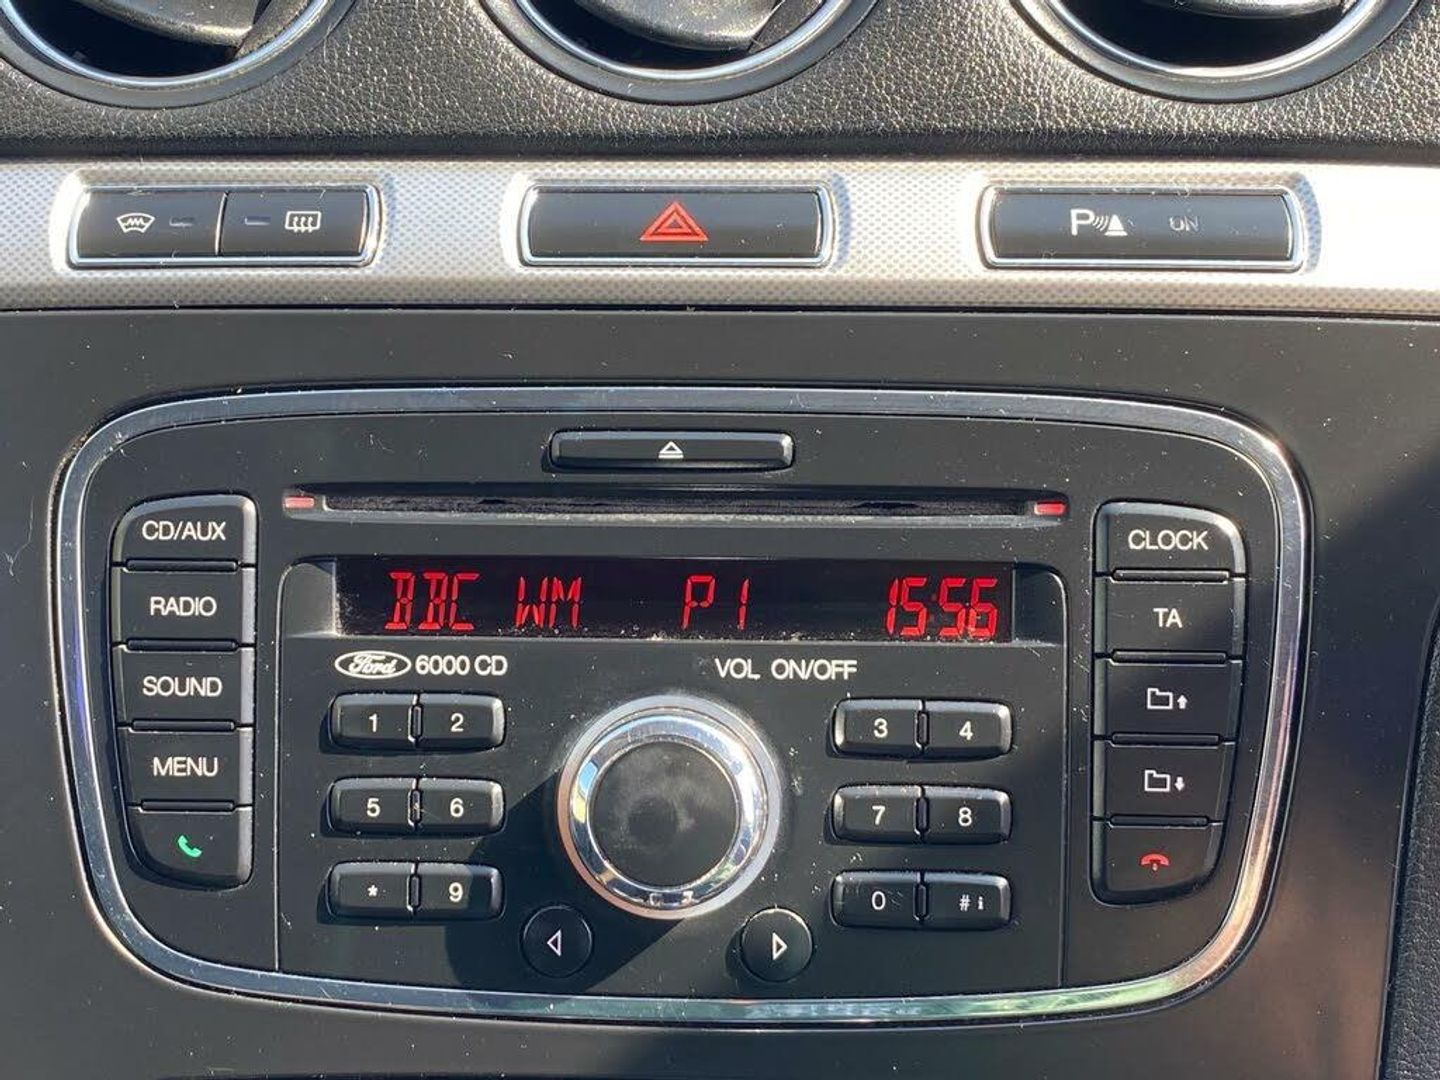 P ON
CD/AUX
RADIO
SOUND
MENU
BBC WM P1 15:56
Ford 6000 CD VOL ON/OFF
1 2 3 4
5 6 7 8
* 9 0 # i
CLOCK
TA